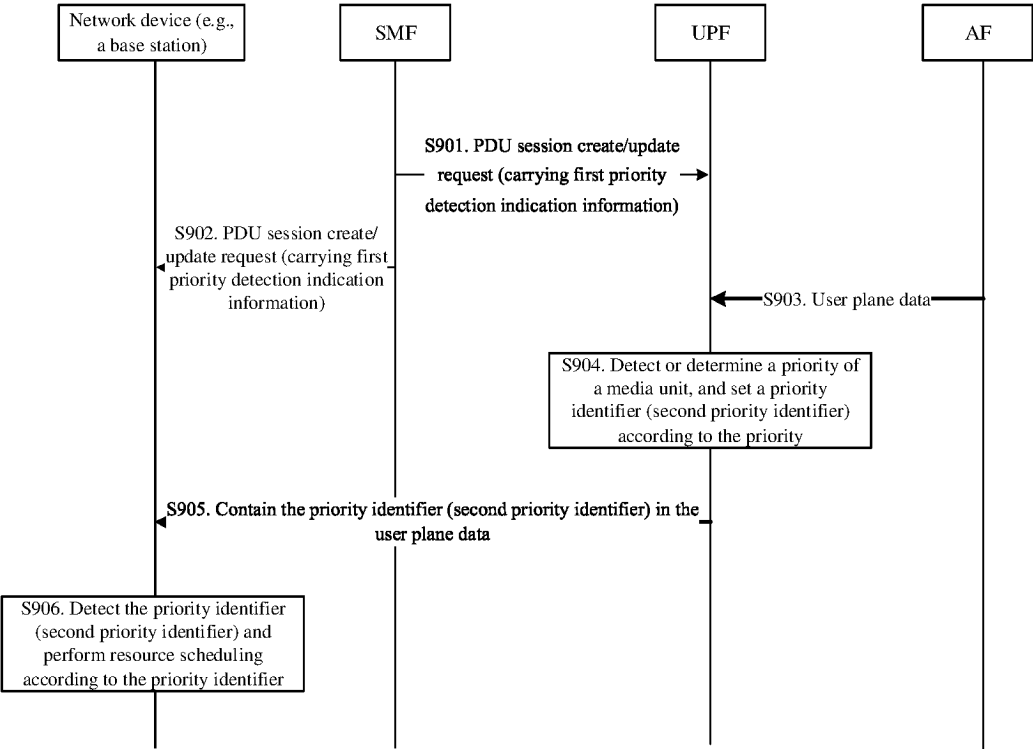 Network device (e.g.,
a base station)
SMF
UPF
AF
S901. PDU session create/update
request (carrying first priority
detection indication information)
S902. PDU session create/
update request (carrying first
priority detection indication
information)
S903. User plane data
S904. Detect or determine a priority of
a media unit, and set a priority
identifier (second priority identifier)
according to the priority
S905. Contain the priority identifier (second priority identifier) in the
user plane data
S906. Detect the priority identifier
(second priority identifier) and
perform resource scheduling
according to the priority identifier